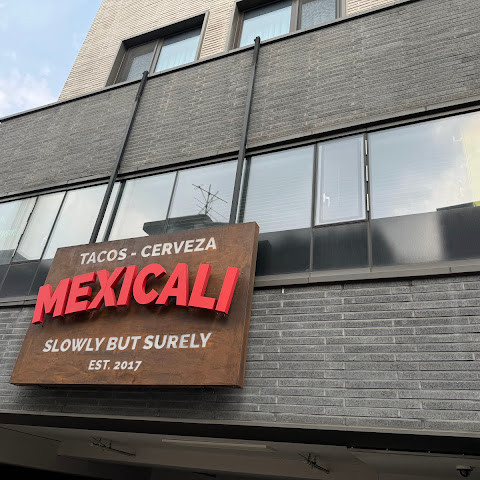 TACOS - CERVEZA
MEXICALI
SLOWLY BUT SURELY
EST. 2017